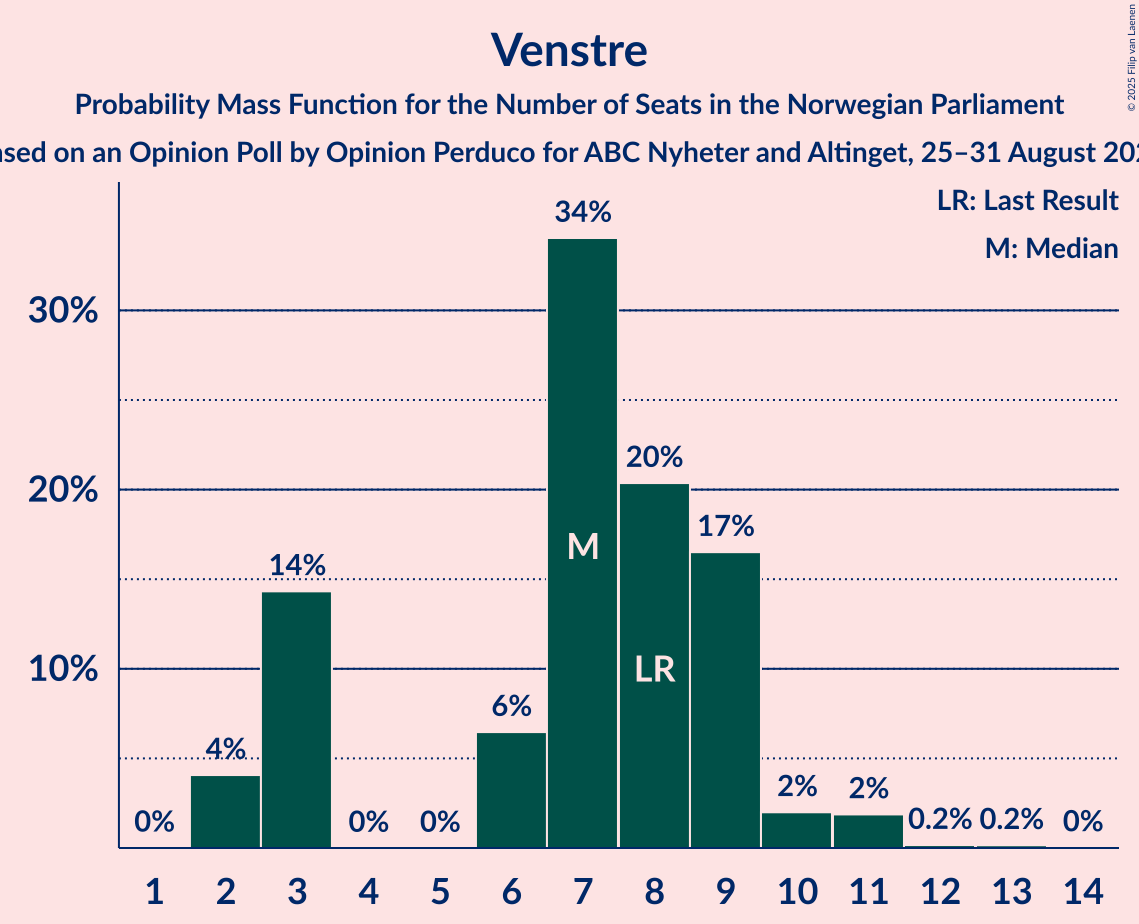 Venstre
Probability Mass Function for the Number of Seats in the Norwegian Parliament
on an Opinion Poll by Opinion Perduco for ABC Nyheter and Altinget, 25–31 August
© 2025 Filip van Laenen
LR: Last Result
M: Median
30%
20%
10%
0%
4%
14%
0%
0%
6%
34%
20%
17%
2%
2%
0.2%
0.2%
0%
M
LR
1 2 3 4 5 6 7 8 9 10 11 12 13 14